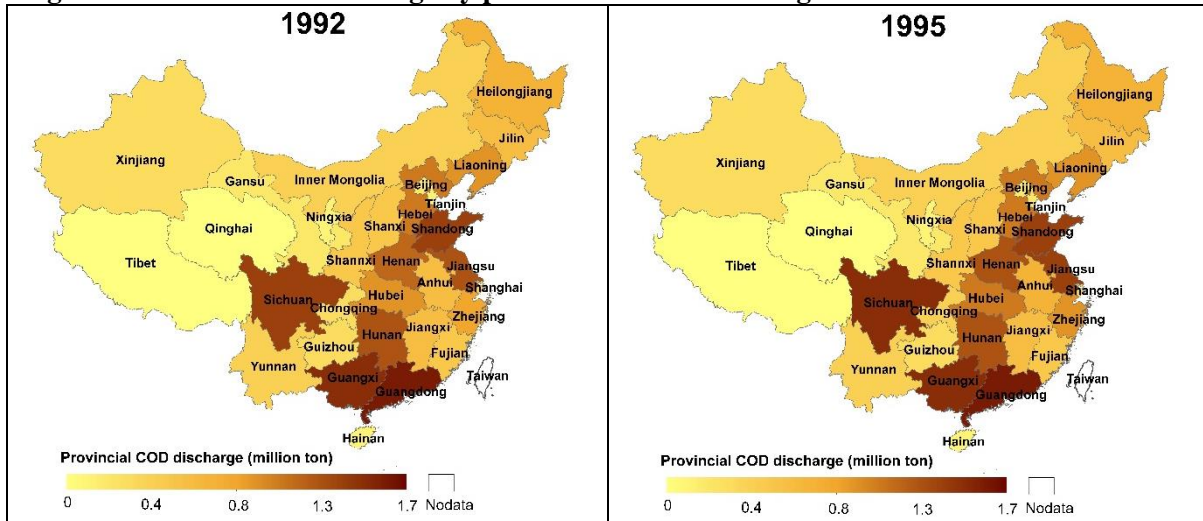 1992
Heilongjiang
Jilin
Liaoning
Xinjiang
Gansu
Inner Mongolia
Beijing
Tianjin
Ningxia
Hebei
Qinghai
Shanxi
Shandong
Tibet
Shannxi
Henan
Jiangsu
Anhui
Shanghai
Sichuan
Hubei
Chongqing
Zhejiang
Hunan
Jiangxi
Guizhou
Fujian
Yunnan
Taiwan
Guangxi
Guangdong
Hainan
Provincial COD discharge (million ton)
0 0.4 0.8 1.3 1.7 Nodata
1995
Heilongjiang
Jilin
Liaoning
Xinjiang
Gansu
Inner Mongolia
Beijing
Tianjin
Ningxia
Hebei
Qinghai
Shanxi
Shandong
Tibet
Shannxi
Henan
Jiangsu
Anhui
Shanghai
Sichuan
Hubei
Chongqing
Zhejiang
Hunan
Jiangxi
Guizhou
Fujian
Yunnan
Taiwan
Guangxi
Guangdong
Hainan
Provincial COD discharge (million ton)
0 0.4 0.8 1.3 1.7 Nodata